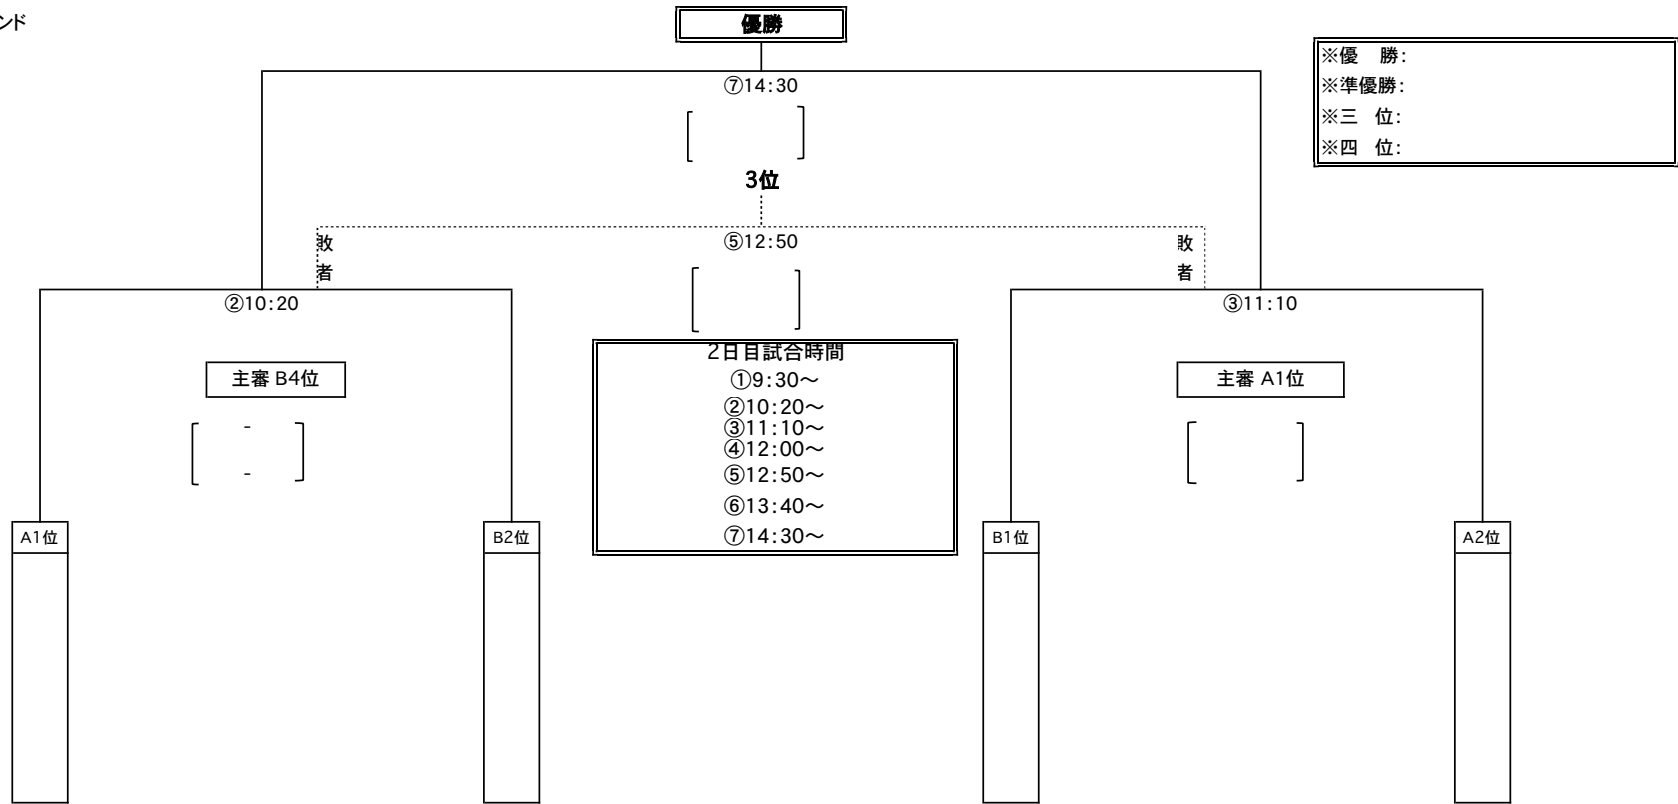 ンド
優勝
※優　勝：
※準優勝：
※三　位：
※四　位：
⑦14：30
3位
⑤12：50
敗者
敗者
②10：20
③11：10
主審 B4位
主審 A1位
-
-
2日目試合時間
①9：30～
②10：20～
③11：10～
④12：00～
⑤12：50～
⑥13：40～
⑦14：30～
A1位
B2位
B1位
A2位